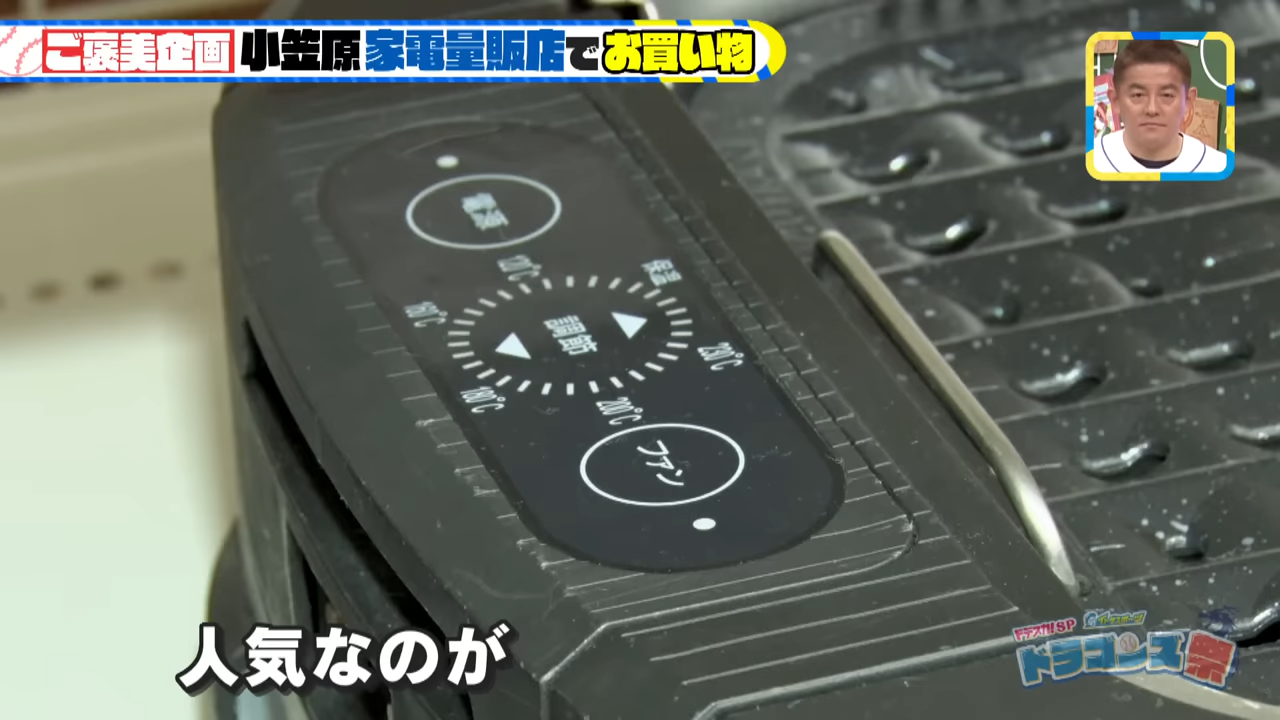 ご褒美企画 小笠原 家電量販店で お買い物
電源
120℃
保温
160℃
調節
230℃
180℃
200℃
ファン
人気なのが
ドラゴンズ祭